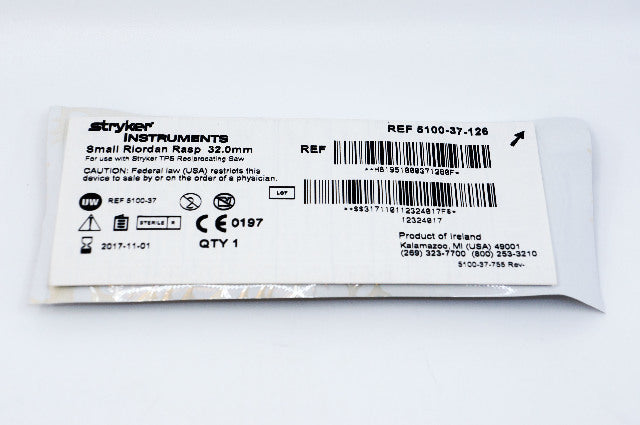 stryker
INSTRUMENTS
REF 5100-37-126
Small Riordan Rasp 32.0mm
For use with Stryker TPS Reciprocating Saw
CAUTION: Federal law (USA) restricts this
device to sale by or on the order of a physician.
REF
LOT
UW REF 5100-37
STERILE R
CE 0197
2017-11-01
QTY 1
12324017
Product of Ireland
Kalamazoo, MI (USA) 49001
(269) 323-7700 (800) 253-3210
5100-37-755 Rev-